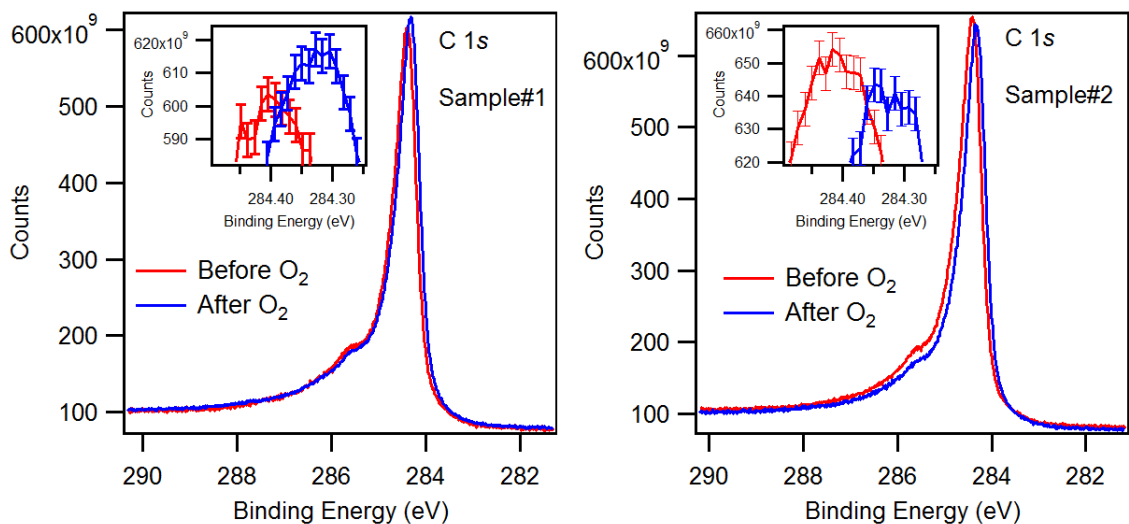 600x10⁹
500
400
300
200
100
Counts
290
288
286
284
282
Binding Energy (eV)
C 1s
Sample#1
Before O₂
After O₂
620x10⁹
610
600
590
Counts
284.40
284.30
Binding Energy (eV)
600x10⁹
500
400
300
200
100
Counts
290
288
286
284
282
Binding Energy (eV)
C 1s
Sample#2
Before O₂
After O₂
660x10⁹
650
640
630
620
Counts
284.40
284.30
Binding Energy (eV)